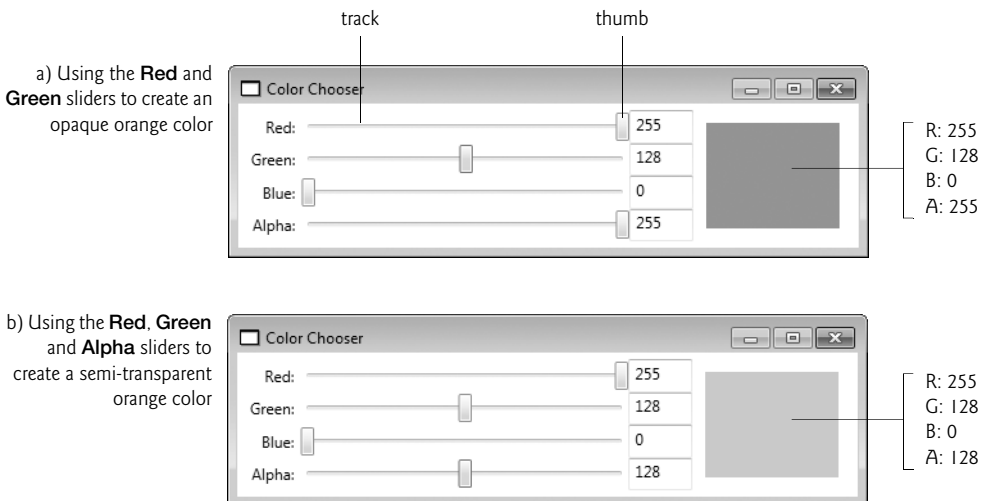 track thumb
a) Using the Red and
Green sliders to create an
opaque orange color
Color Chooser
Red: 255
Green: 128
Blue: 0
Alpha: 255
R: 255
G: 128
B: 0
A: 255
b) Using the Red, Green
and Alpha sliders to
create a semi-transparent
orange color
Color Chooser
Red: 255
Green: 128
Blue: 0
Alpha: 128
R: 255
G: 128
B: 0
A: 128